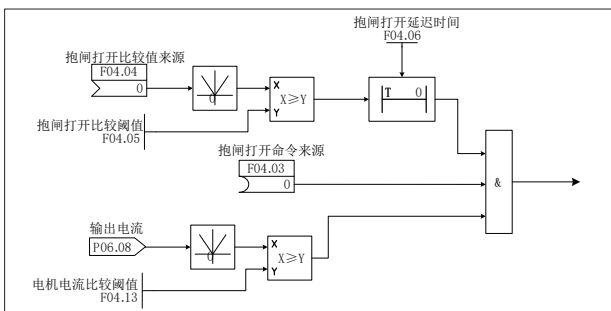 抱闸打开延迟时间
F04.06
抱闸打开比较值来源
F04.04
0
0
X
X≥Y
Y
T 0
抱闸打开比较阈值
F04.05
抱闸打开命令来源
F04.03
0
&
输出电流
P06.08
0
X
X≥Y
Y
电机电流比较阈值
F04.13